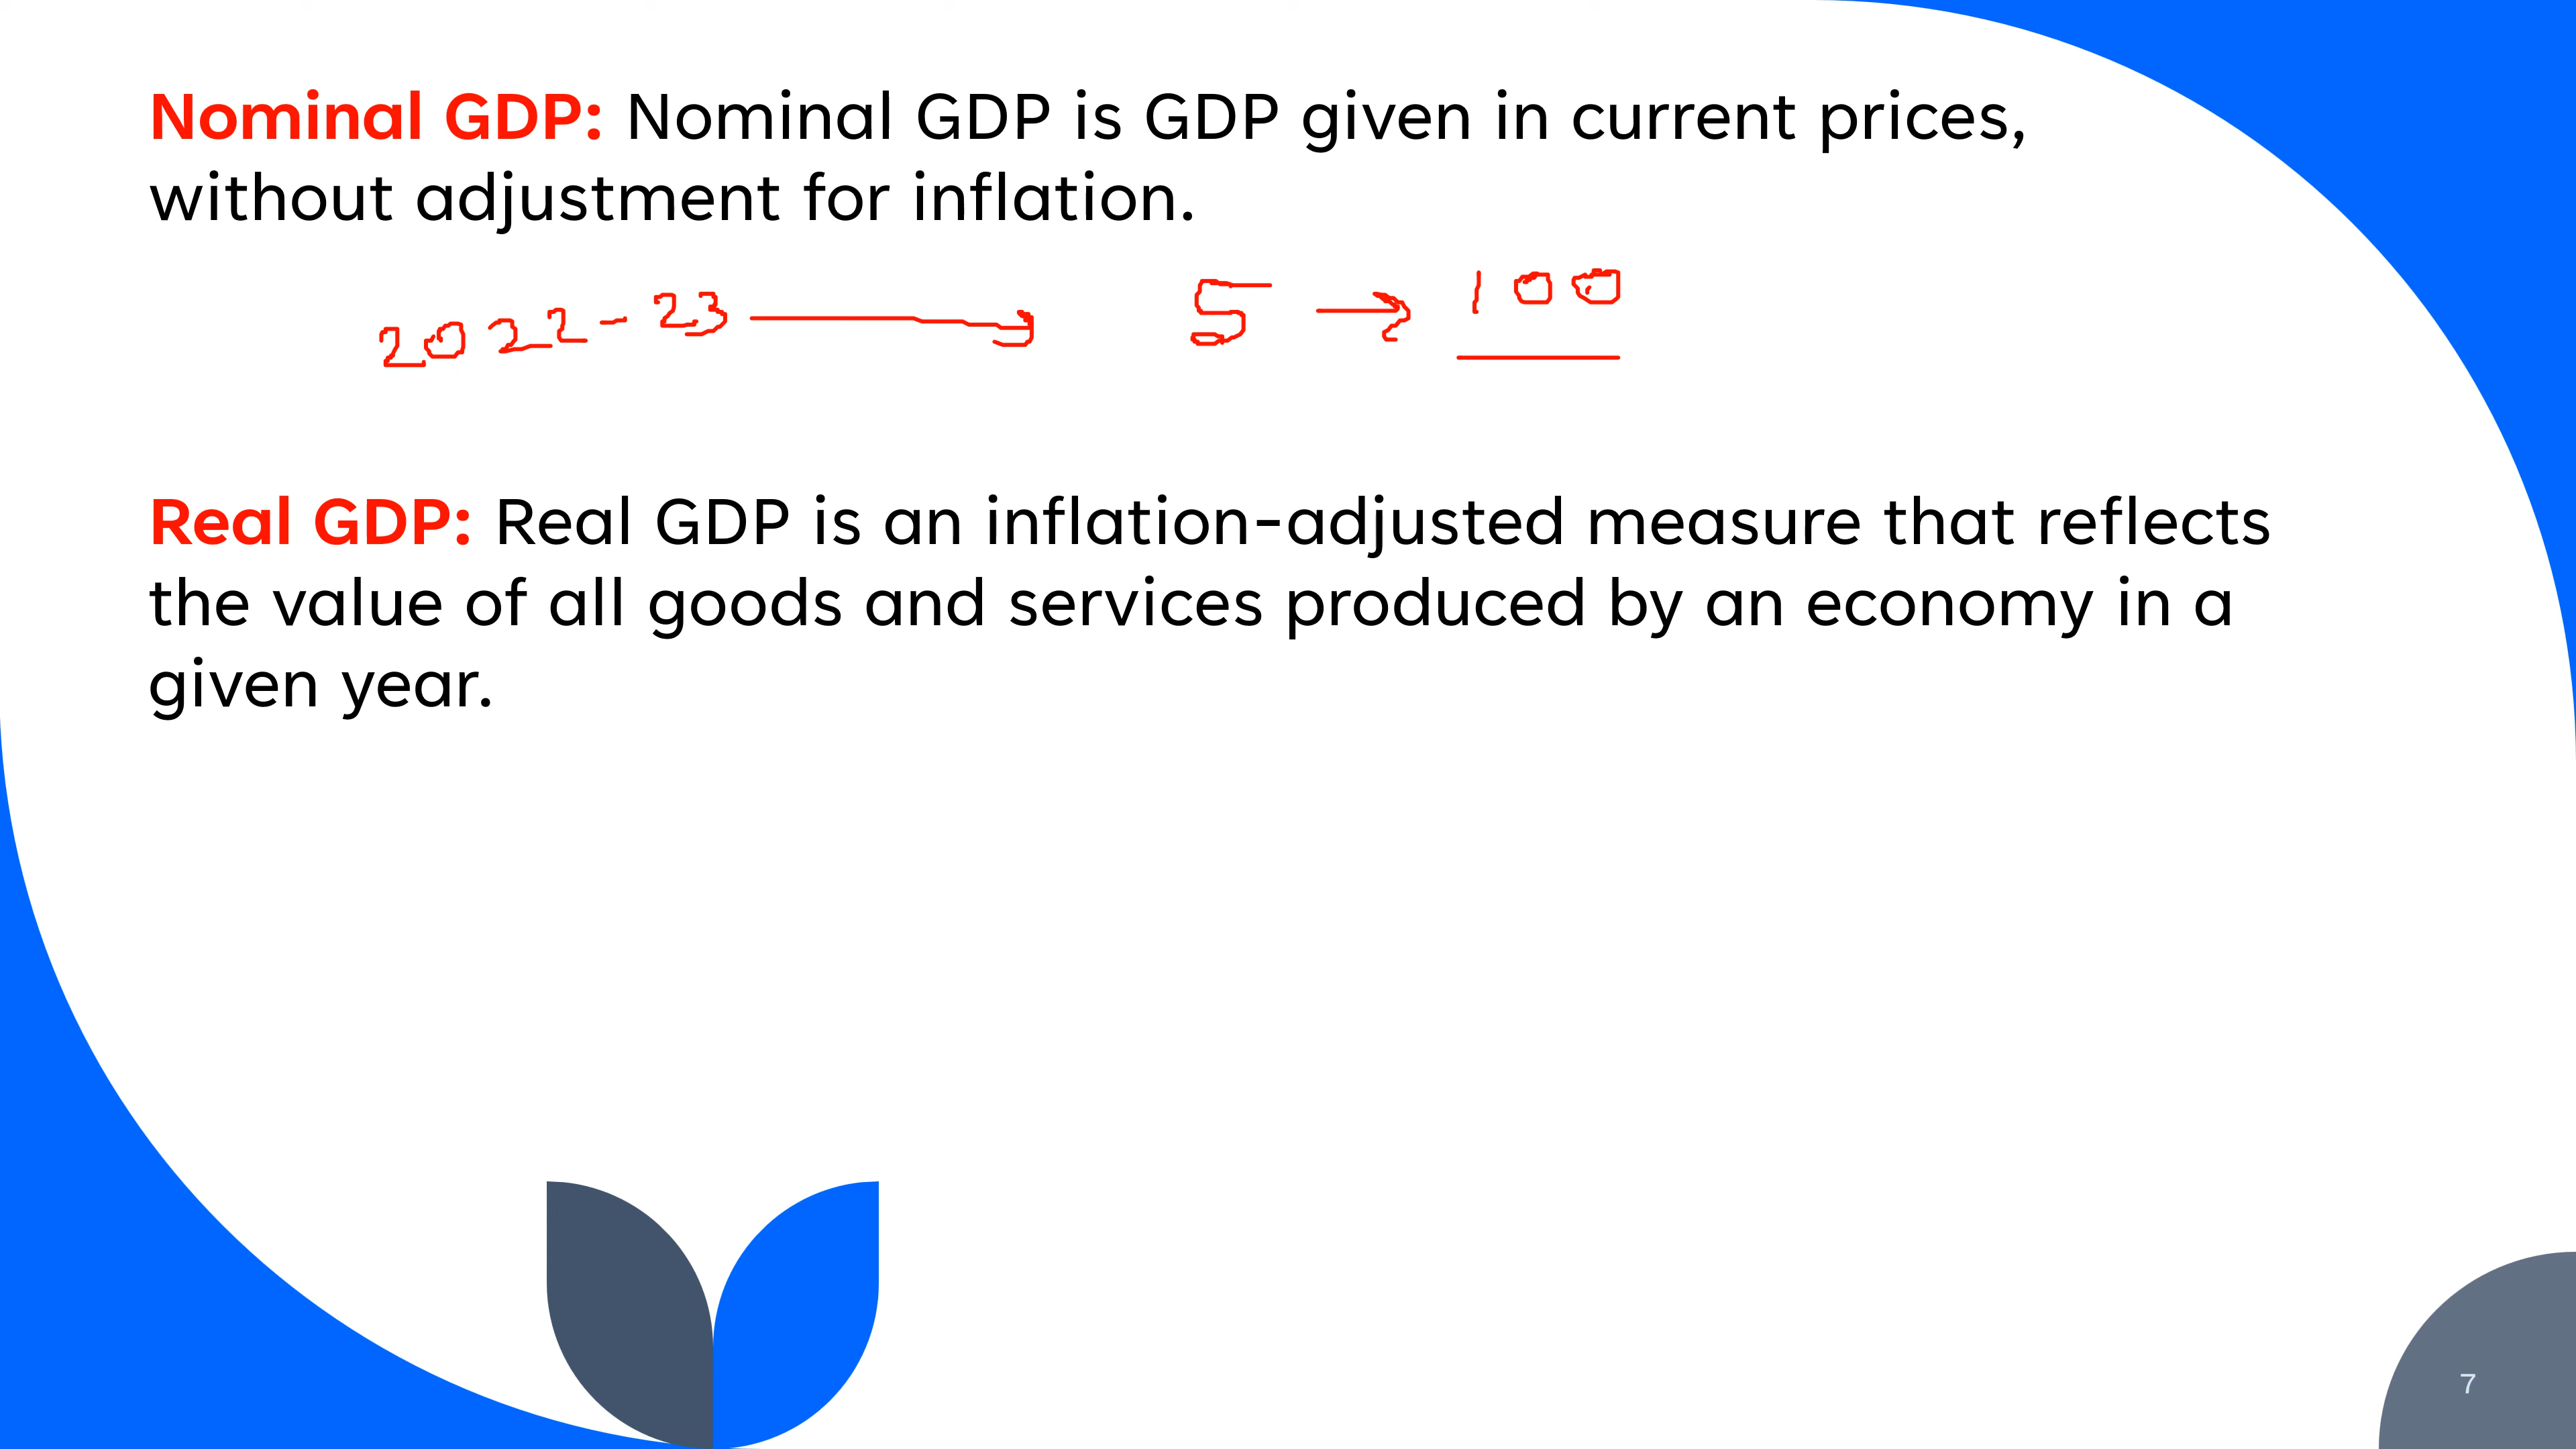 Nominal GDP: Nominal GDP is GDP given in current prices,
without adjustment for inflation.
2022-23 → 5 → 100
Real GDP: Real GDP is an inflation-adjusted measure that reflects
the value of all goods and services produced by an economy in a
given year.
7